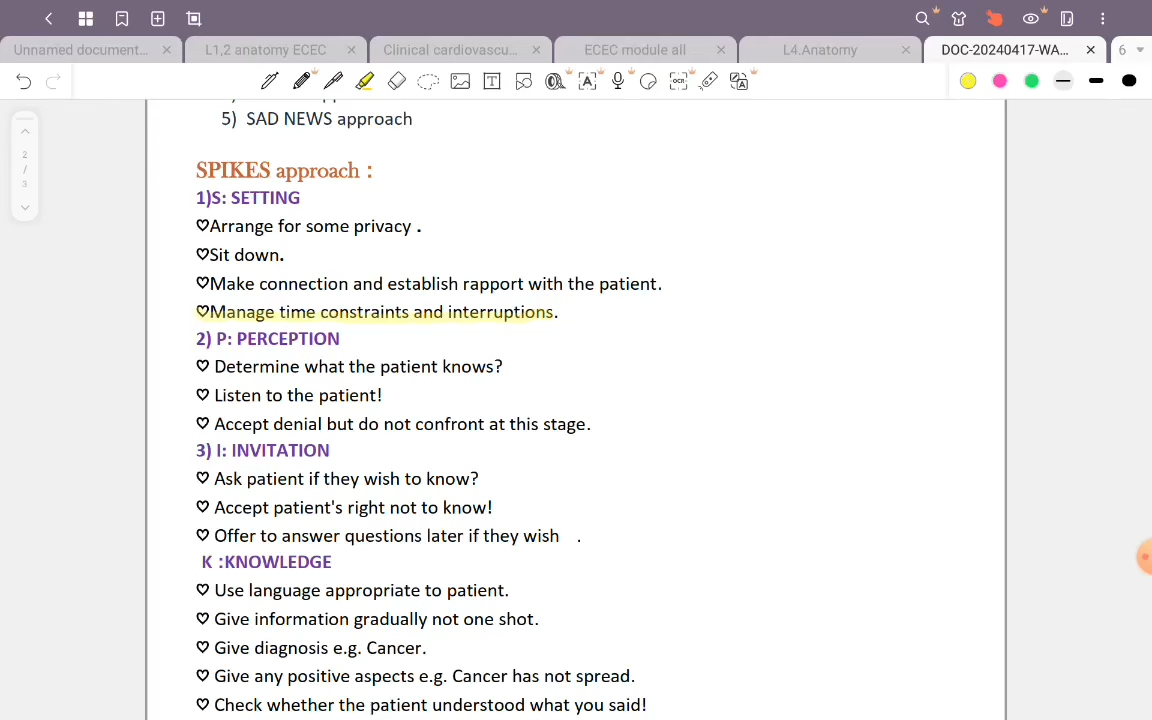 Unnamed document...
L1,2 anatomy ECEC
Clinical cardiovascu...
ECEC module all
L4.Anatomy
DOC-20240417-WA...
6
OCR
2
/
3
5) SAD NEWS approach
SPIKES approach :
1)S: SETTING
♡Arrange for some privacy .
♡Sit down.
♡Make connection and establish rapport with the patient.
♡Manage time constraints and interruptions.
2) P: PERCEPTION
♡ Determine what the patient knows?
♡ Listen to the patient!
♡ Accept denial but do not confront at this stage.
3) I: INVITATION
♡ Ask patient if they wish to know?
♡ Accept patient's right not to know!
♡ Offer to answer questions later if they wish .
K :KNOWLEDGE
♡ Use language appropriate to patient.
♡ Give information gradually not one shot.
♡ Give diagnosis e.g. Cancer.
♡ Give any positive aspects e.g. Cancer has not spread.
♡ Check whether the patient understood what you said!